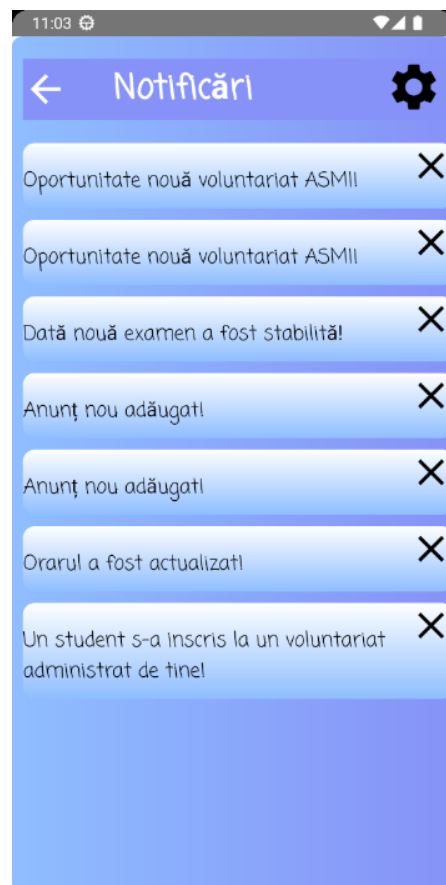 11:03
Notificări
Oportunitate nouă voluntariat ASMI!
Oportunitate nouă voluntariat ASMI!
Dată nouă examen a fost stabilită!
Anunț nou adăugat!
Anunț nou adăugat!
Orarul a fost actualizat!
Un student s-a inscris la un voluntariat
administrat de tine!